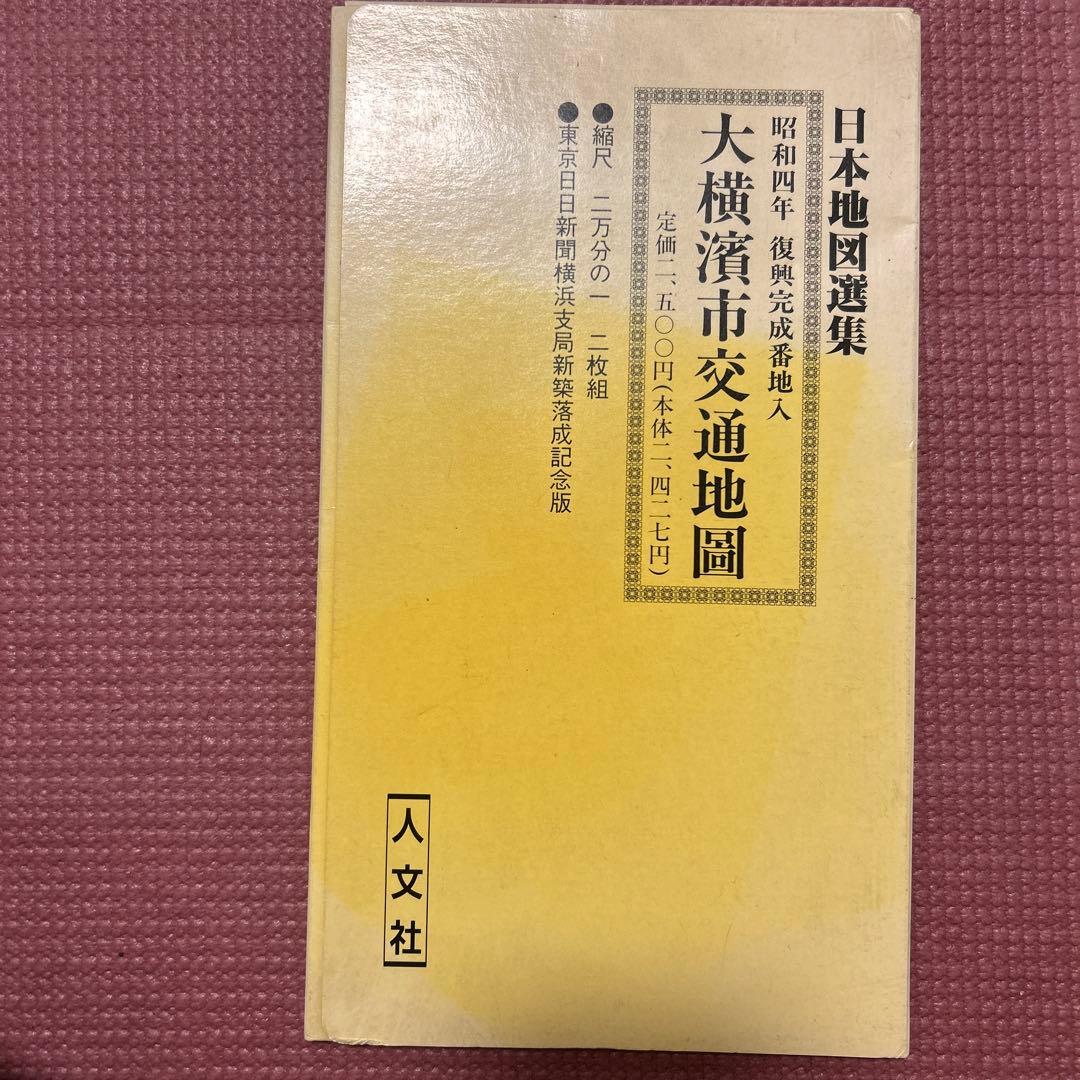 日本地図選集
昭和四年 復興完成番地入
大横濱市交通地圖
定価二、五〇〇円(本体二、四二七円)
●縮尺 二万分の一 二枚組
●東京日日新聞横浜支局新築落成記念版
人文社